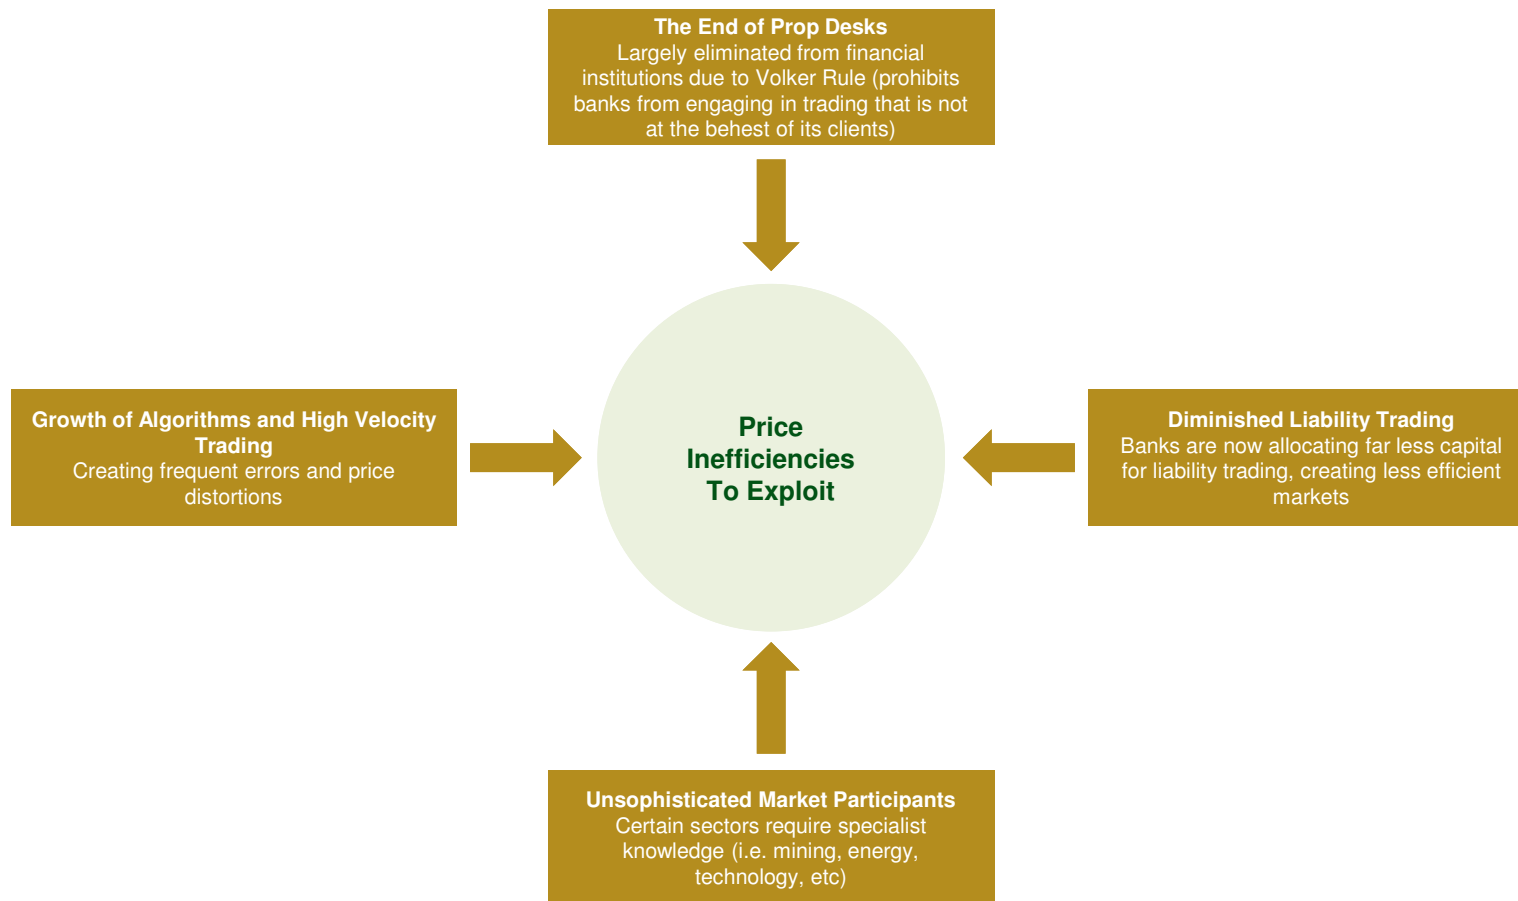 The End of Prop Desks
Largely eliminated from financial
institutions due to Volker Rule (prohibits
banks from engaging in trading that is not
at the behest of its clients)
Growth of Algorithms and High Velocity
Trading
Creating frequent errors and price
distortions
Price
Inefficiencies
To Exploit
Diminished Liability Trading
Banks are now allocating far less capital
for liability trading, creating less efficient
markets
Unsophisticated Market Participants
Certain sectors require specialist
knowledge (i.e. mining, energy,
technology, etc)